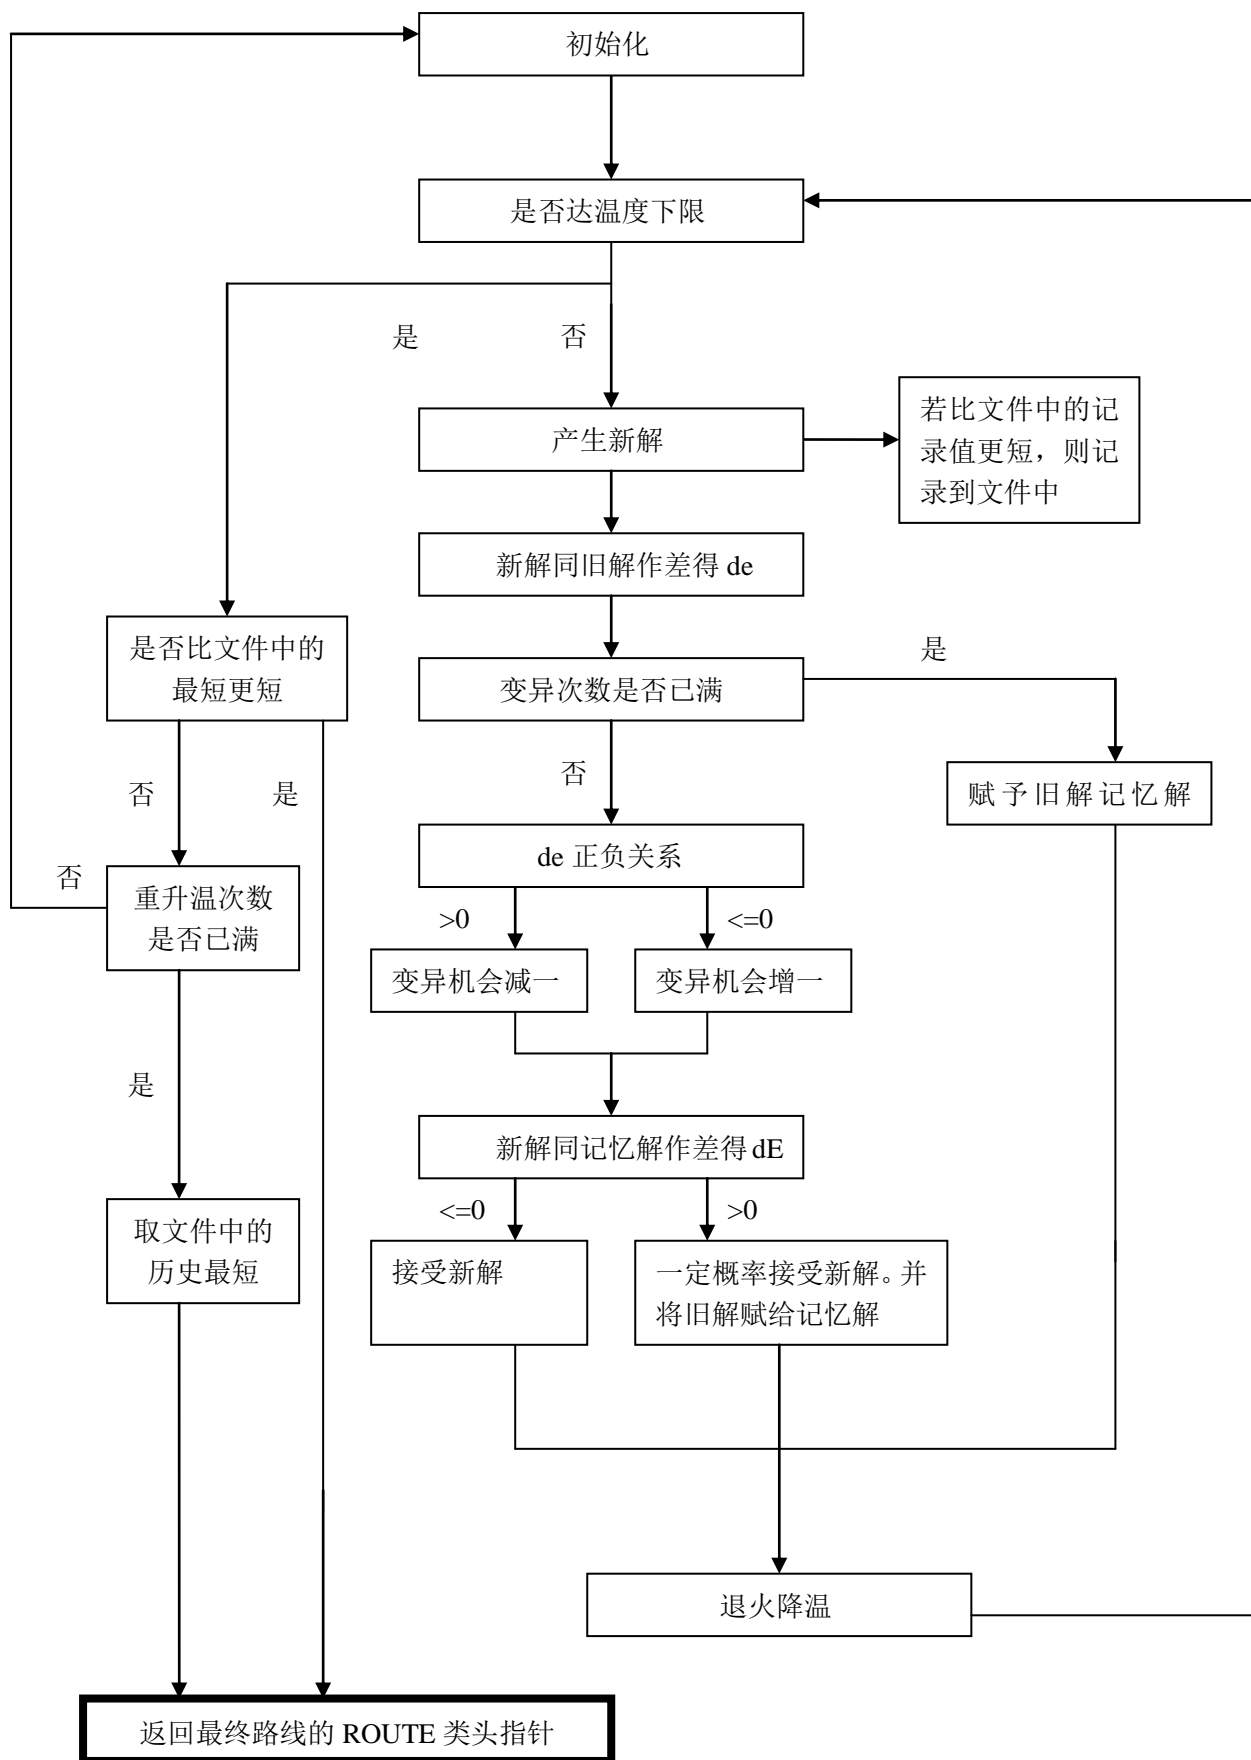 初始化
是否达温度下限
是
否
产生新解
若比文件中的记
录值更短，则记
录到文件中
新解同旧解作差得 de
是否比文件中的
最短更短
变异次数是否已满
是
否
是
否
赋予旧解记忆解
de 正负关系
否
重升温次数
是否已满
>0
<=0
变异机会减一
变异机会增一
是
新解同记忆解作差得 dE
<=0
>0
取文件中的
历史最短
接受新解
一定概率接受新解。并
将旧解赋给记忆解
退火降温
返回最终路线的 ROUTE 类头指针